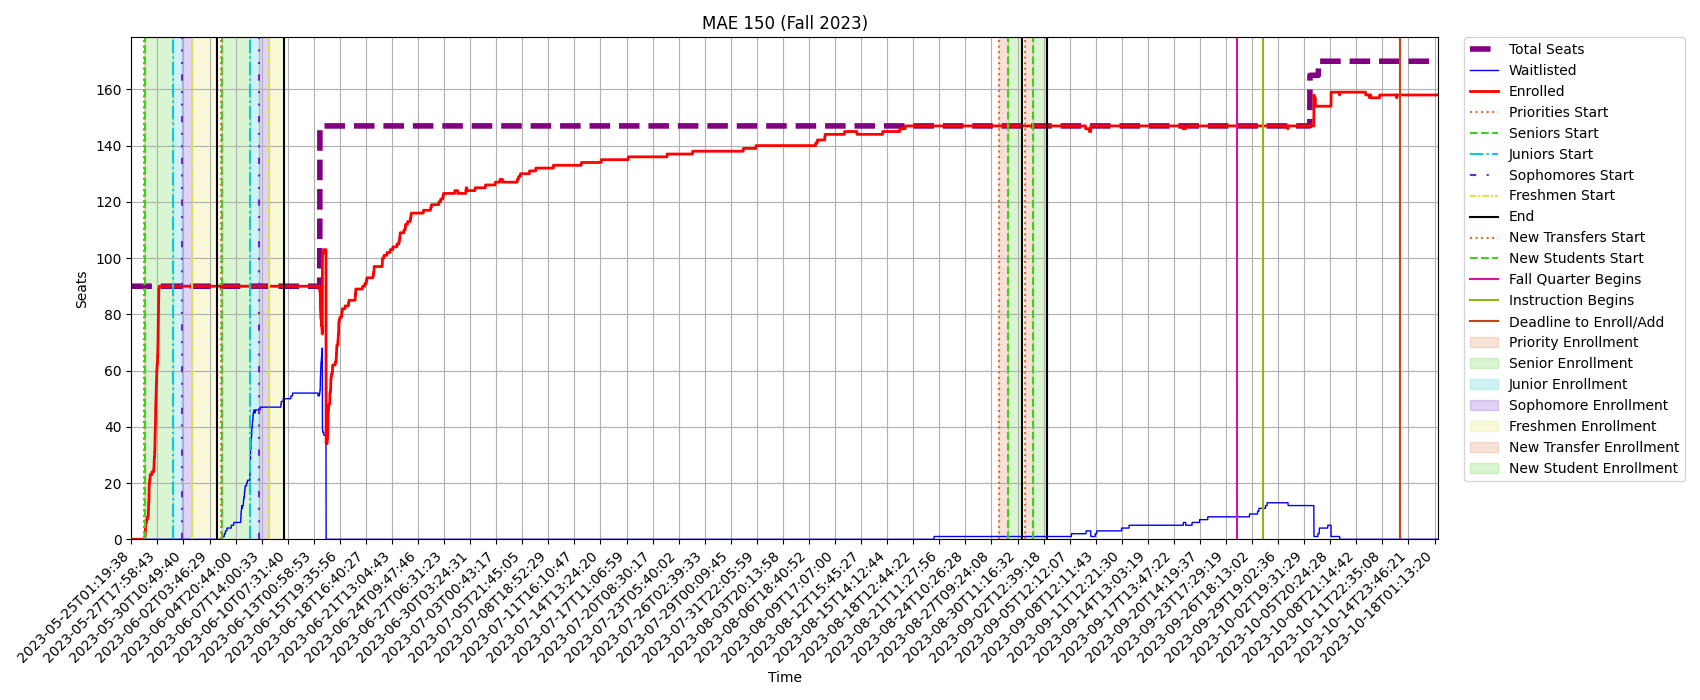 MAE 150 (Fall 2023)
Seats
0
20
40
60
80
100
120
140
160
2023-05-25T01:19:38
2023-05-27T17:58:43
2023-05-30T10:49:40
2023-06-02T03:46:29
2023-06-04T20:44:00
2023-06-07T14:00:33
2023-06-10T07:31:40
2023-06-13T00:58:53
2023-06-15T19:35:56
2023-06-18T16:40:27
2023-06-21T13:04:43
2023-06-24T09:47:46
2023-06-27T06:31:23
2023-06-30T03:24:31
2023-07-03T00:43:17
2023-07-05T21:45:05
2023-07-08T18:52:29
2023-07-11T16:10:47
2023-07-14T13:24:20
2023-07-17T11:06:59
2023-07-20T08:30:17
2023-07-23T05:40:02
2023-07-26T02:39:33
2023-07-29T00:09:45
2023-07-31T22:05:59
2023-08-03T20:13:58
2023-08-06T18:40:52
2023-08-09T17:07:00
2023-08-12T15:45:27
2023-08-15T14:12:44
2023-08-18T12:44:22
2023-08-21T11:27:56
2023-08-24T10:26:28
2023-08-27T09:24:08
2023-08-30T11:16:32
2023-09-02T12:39:18
2023-09-05T12:12:07
2023-09-08T12:11:43
2023-09-11T12:21:30
2023-09-14T13:03:19
2023-09-17T13:47:22
2023-09-20T14:19:37
2023-09-23T17:29:19
2023-09-26T18:13:02
2023-09-29T19:02:36
2023-10-02T19:31:29
2023-10-05T20:24:28
2023-10-08T21:14:42
2023-10-11T22:35:08
2023-10-14T23:46:21
2023-10-18T01:13:20
Time
Total Seats
Waitlisted
Enrolled
Priorities Start
Seniors Start
Juniors Start
Sophomores Start
Freshmen Start
End
New Transfers Start
New Students Start
Fall Quarter Begins
Instruction Begins
Deadline to Enroll/Add
Priority Enrollment
Senior Enrollment
Junior Enrollment
Sophomore Enrollment
Freshmen Enrollment
New Transfer Enrollment
New Student Enrollment